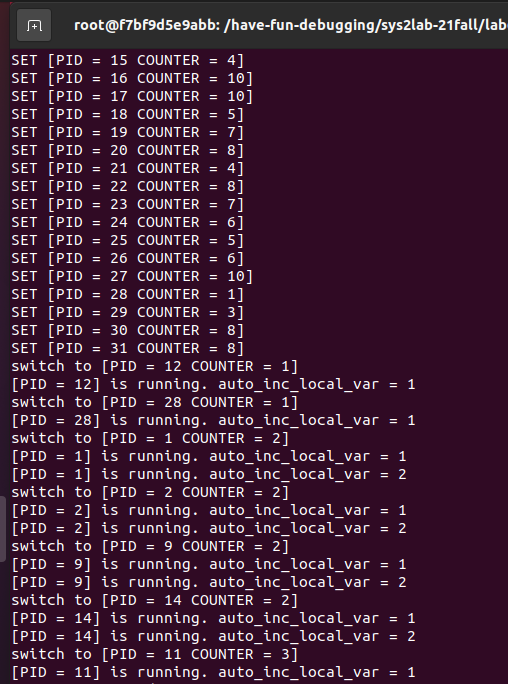 root@f7bf9d5e9abb: /have-fun-debugging/sys2lab-21fall/lab
SET [PID = 15 COUNTER = 4]
SET [PID = 16 COUNTER = 10]
SET [PID = 17 COUNTER = 10]
SET [PID = 18 COUNTER = 5]
SET [PID = 19 COUNTER = 7]
SET [PID = 20 COUNTER = 8]
SET [PID = 21 COUNTER = 4]
SET [PID = 22 COUNTER = 8]
SET [PID = 23 COUNTER = 7]
SET [PID = 24 COUNTER = 6]
SET [PID = 25 COUNTER = 5]
SET [PID = 26 COUNTER = 6]
SET [PID = 27 COUNTER = 10]
SET [PID = 28 COUNTER = 1]
SET [PID = 29 COUNTER = 3]
SET [PID = 30 COUNTER = 8]
SET [PID = 31 COUNTER = 8]
switch to [PID = 12 COUNTER = 1]
[PID = 12] is running. auto_inc_local_var = 1
switch to [PID = 28 COUNTER = 1]
[PID = 28] is running. auto_inc_local_var = 1
switch to [PID = 1 COUNTER = 2]
[PID = 1] is running. auto_inc_local_var = 1
[PID = 1] is running. auto_inc_local_var = 2
switch to [PID = 2 COUNTER = 2]
[PID = 2] is running. auto_inc_local_var = 1
[PID = 2] is running. auto_inc_local_var = 2
switch to [PID = 9 COUNTER = 2]
[PID = 9] is running. auto_inc_local_var = 1
[PID = 9] is running. auto_inc_local_var = 2
switch to [PID = 14 COUNTER = 2]
[PID = 14] is running. auto_inc_local_var = 1
[PID = 14] is running. auto_inc_local_var = 2
switch to [PID = 11 COUNTER = 3]
[PID = 11] is running. auto_inc_local_var = 1